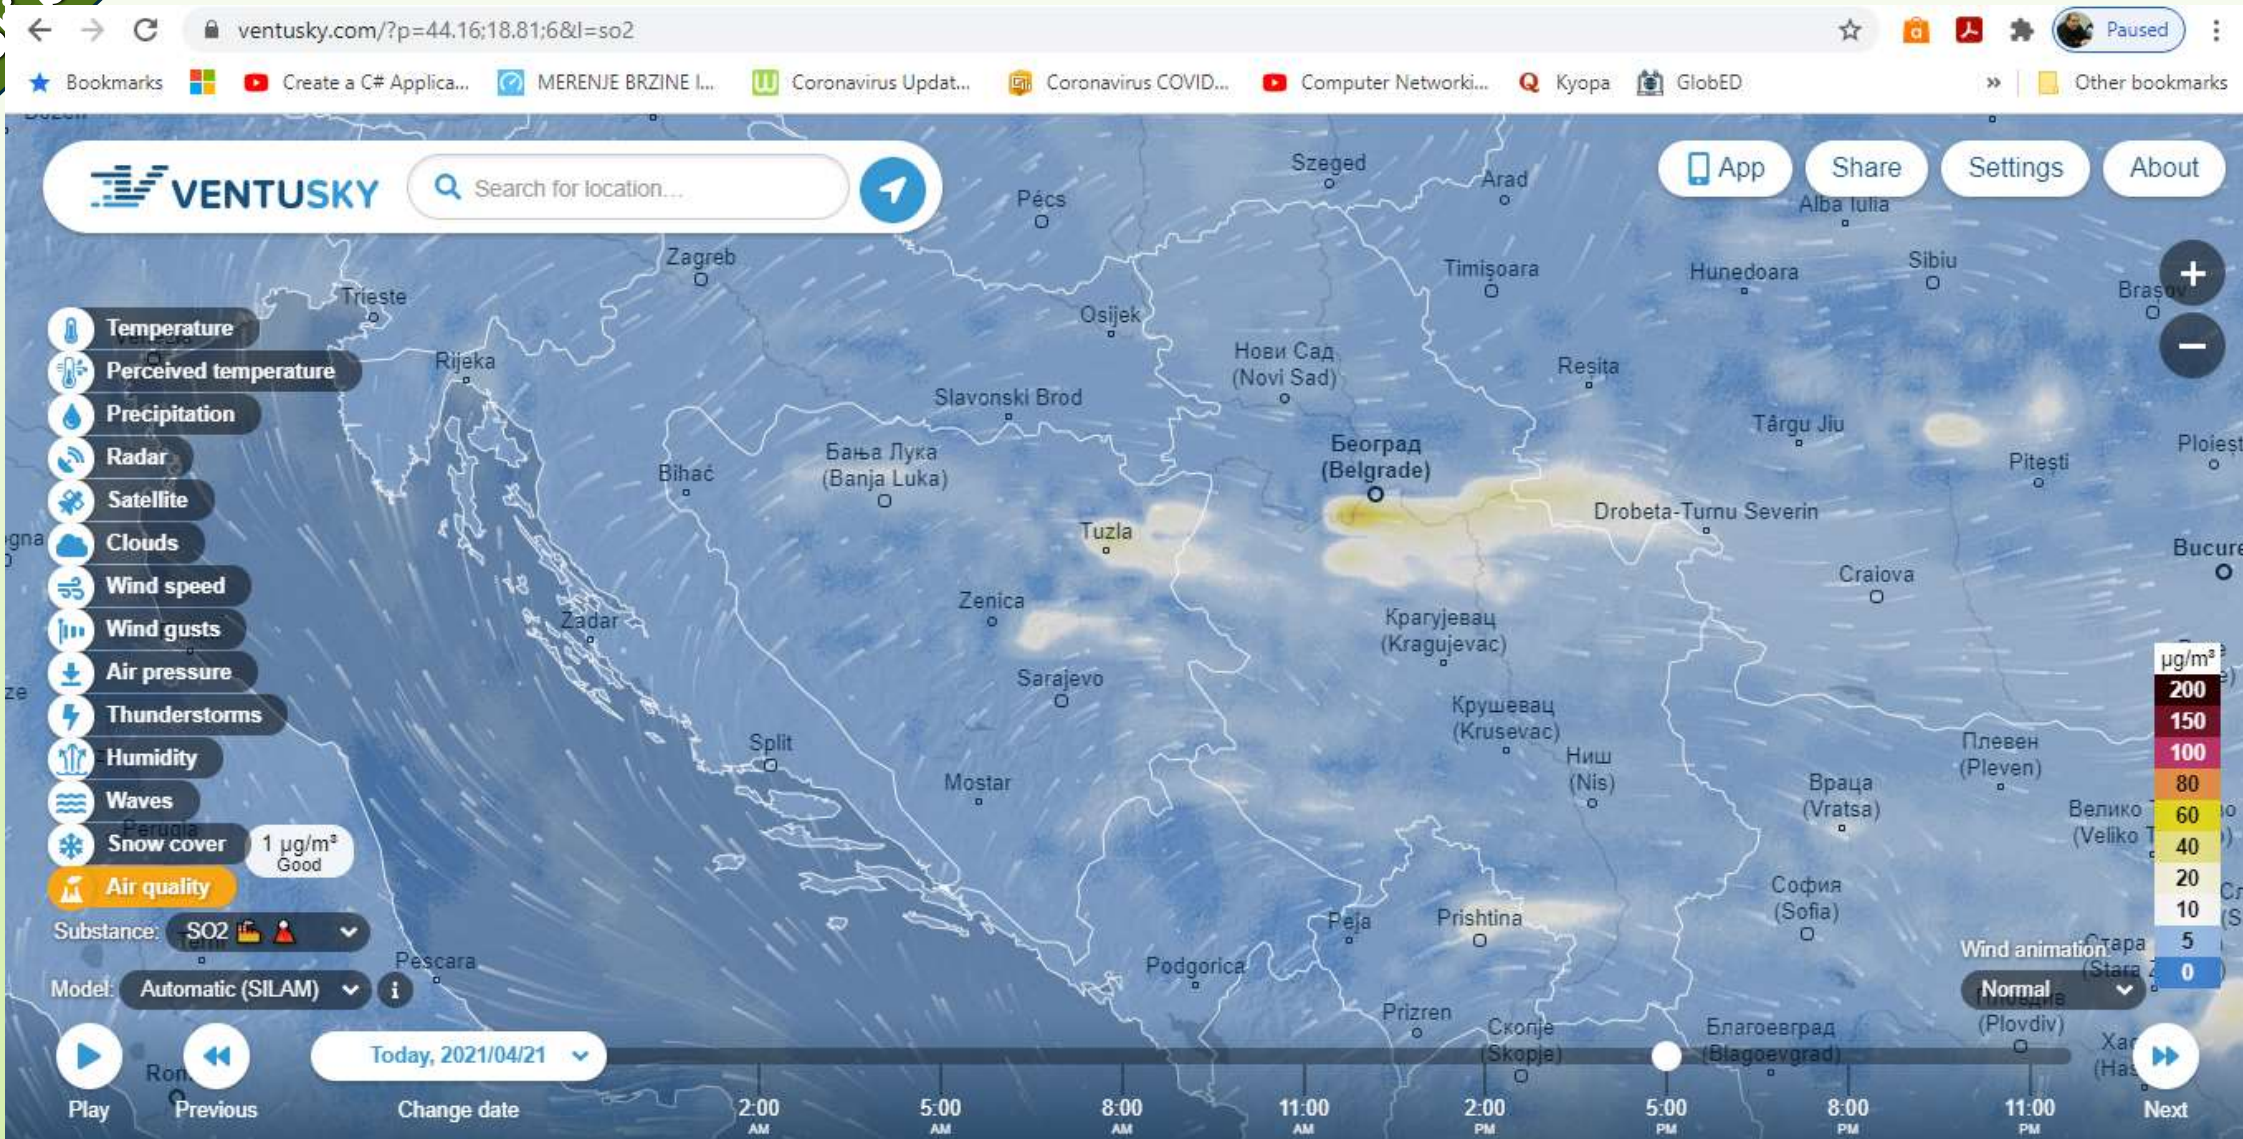 ventusky.com/?p=44.16;18.81;6&l=so2
Paused
Bookmarks
Create a C# Applica...
MERENJE BRZINE I...
Coronavirus Updat...
Coronavirus COVID...
Computer Networki...
Kyopa
GlobED
»
Other bookmarks
VENTUSKY
Search for location...
App
Share
Settings
About
Szeged
Arad
Pécs
Alba Iulia
Zagreb
Timișoara
Hunedoara
Sibiu
Brașov
Trieste
Osijek
Temperature
Perceived temperature
Precipitation
Radar
Satellite
Clouds
Wind speed
Wind gusts
Air pressure
Thunderstorms
Humidity
Waves
Snow cover
Air quality
1 µg/m³
Good
Substance:
SO2
Model:
Automatic (SILAM)
i
Rijeka
Нови Сад
(Novi Sad)
Reșita
Slavonski Brod
Târgu Jiu
Београд
(Belgrade)
Бања Лука
(Banja Luka)
Bihać
Pitești
Ploiești
Drobeta-Turnu Severin
Tuzla
Craiova
Zenica
Zadar
Крагујевац
(Kragujevac)
Sarajevo
Крушевац
(Krusevac)
Split
Mostar
Ниш
(Nis)
Плевен
(Pleven)
Враца
(Vratsa)
Велико
(Veliko
Perugia
София
(Sofia)
Peja
Prishtina
Pescara
Podgorica
Prizren
Скопје
(Skopje)
Благоевград
(Blagoevgrad)
(Plovdiv)
µg/m³
200
150
100
80
60
40
20
10
5
0
Wind animation:
Normal
Play
Previous
Today, 2021/04/21
Change date
2:00
AM
5:00
AM
8:00
AM
11:00
AM
2:00
PM
5:00
PM
8:00
PM
11:00
PM
Next